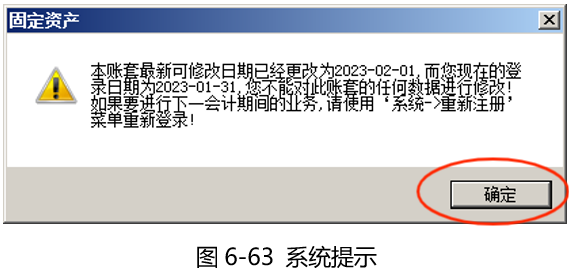 固定资产
本账套最新可修改日期已经更改为2023-02-01,而您现在的登
录日期为2023-01-31,您不能对此账套的任何数据进行修改!
如果要进行下一会计期间的业务,请使用‘系统->重新注册’
菜单重新登录!
确定
图6-63 系统提示